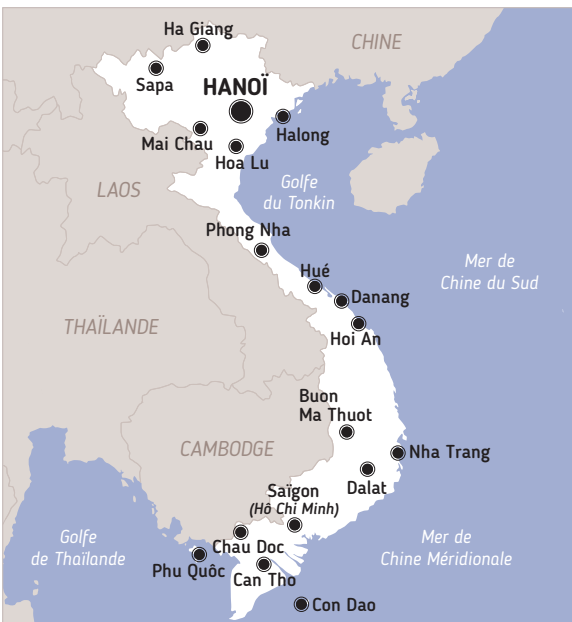 Ha Giang
CHINE
Sapa
HANOÏ
Mai Chau
Halong
Hoa Lu
LAOS
Golfe
du Tonkin
Phong Nha
Hué
Mer de
Chine du Sud
Danang
THAÏLANDE
Hoi An
Buon
Ma Thuot
CAMBODGE
Nha Trang
Dalat
Saïgon
(Hô Chi Minh)
Golfe
de Thaïlande
Chau Doc
Mer de
Chine Méridionale
Phu Quôc
Can Tho
Con Dao